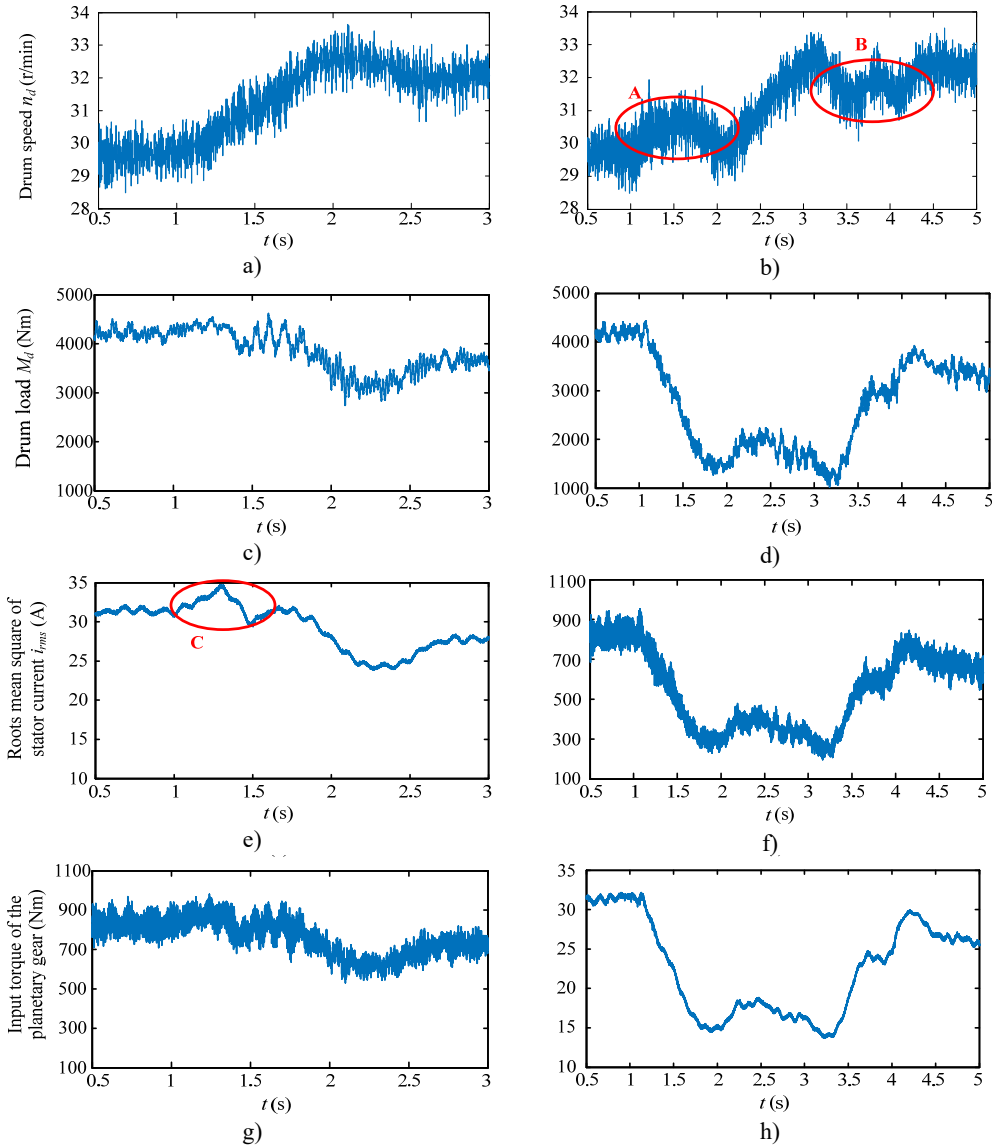 34
33
32
31
30
29
28
Drum speed n_d (r/min)
0.5 1 1.5 2 2.5 3
t (s)
a)
34
33
32
31
30
29
28
A
B
0.5 1 1.5 2 2.5 3 3.5 4 4.5 5
t (s)
b)
5000
4000
3000
2000
1000
Drum load M_d (Nm)
0.5 1 1.5 2 2.5 3
t (s)
c)
5000
4000
3000
2000
1000
0.5 1 1.5 2 2.5 3 3.5 4 4.5 5
t (s)
d)
35
30
25
20
15
10
Roots mean square of
stator current i_rms (A)
C
0.5 1 1.5 2 2.5 3
t (s)
e)
1100
900
700
500
300
100
0.5 1 1.5 2 2.5 3 3.5 4 4.5 5
t (s)
f)
1100
900
700
500
300
100
Input torque of the
planetary gear (Nm)
0.5 1 1.5 2 2.5 3
t (s)
g)
35
30
25
20
15
10
0.5 1 1.5 2 2.5 3 3.5 4 4.5 5
t (s)
h)